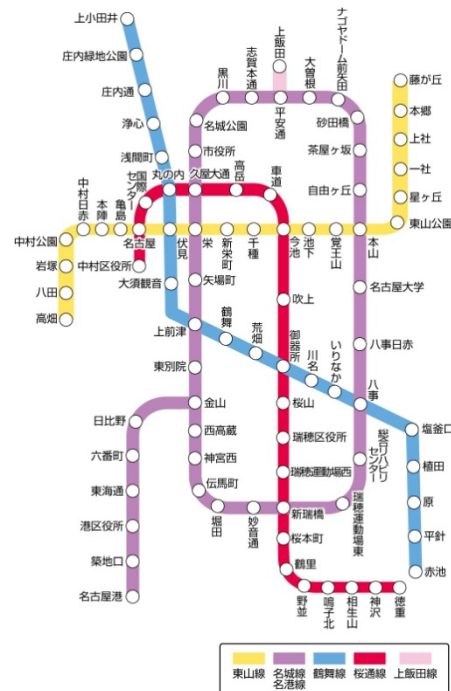 上小田井
庄内緑地公園
庄内通
浄心
浅間町
丸の内
国際センター
黒川
志賀本通
上飯田
平安通
大曽根
ナゴヤドーム前矢田
砂田橋
名城公園
市役所
茶屋ヶ坂
自由ヶ丘
藤が丘
本郷
上社
一社
星ヶ丘
東山公園
久屋大通
高岳
車道
中村日赤
本陣
亀島
名古屋
中村公園
岩塚
八田
高畑
中村区役所
伏見
栄
新栄町
千種
今池
池下
覚王山
本山
大須観音
矢場町
吹上
名古屋大学
上前津
鶴舞
荒畑
御器所
川名
いりなか
八事日赤
八事
東別院
金山
桜山
塩釜口
日比野
西高蔵
瑞穂区役所
総合リハビリセンター
植田
六番町
神宮西
瑞穂運動場西
原
東海通
伝馬町
瑞穂運動場東
港区役所
堀田
妙音通
新瑞橋
平針
桜本町
築地口
鶴里
赤池
名古屋港
野並
鳴子北
相生山
神沢
徳重
東山線
名城線
名港線
鶴舞線
桜通線
上飯田線